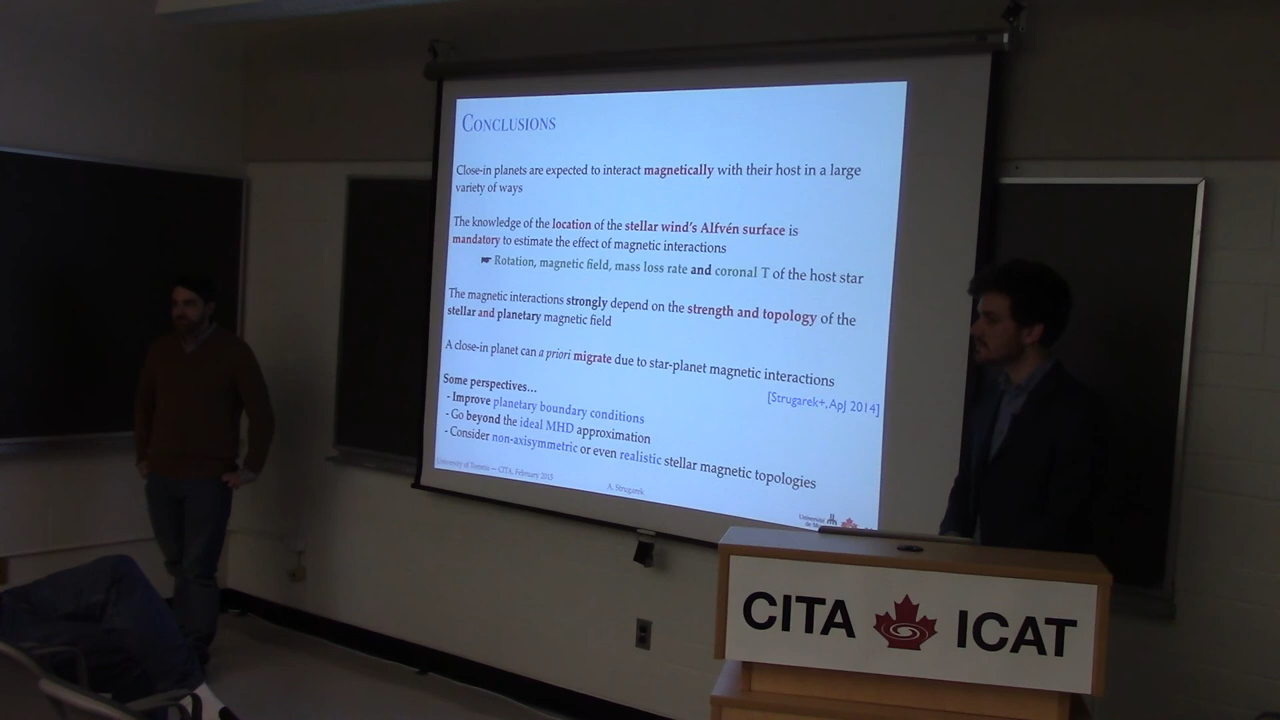 CONCLUSIONS
Close-in planets are expected to interact magnetically with their host in a large
variety of ways
The knowledge of the location of the stellar wind's Alfvén surface is
mandatory to estimate the effect of magnetic interactions
☛ Rotation, magnetic field, mass loss rate and coronal T of the host star
The magnetic interactions strongly depend on the strength and topology of the
stellar and planetary magnetic field
A close-in planet can a priori migrate due to star-planet magnetic interactions
[Strugarek+, ApJ 2014]
Some perspectives...
- Improve planetary boundary conditions
- Go beyond the ideal MHD approximation
- Consider non-axisymmetric or even realistic stellar magnetic topologies
University of Toronto — CITA, February 2015
A. Strugarek
Université
de
CITA ICAT